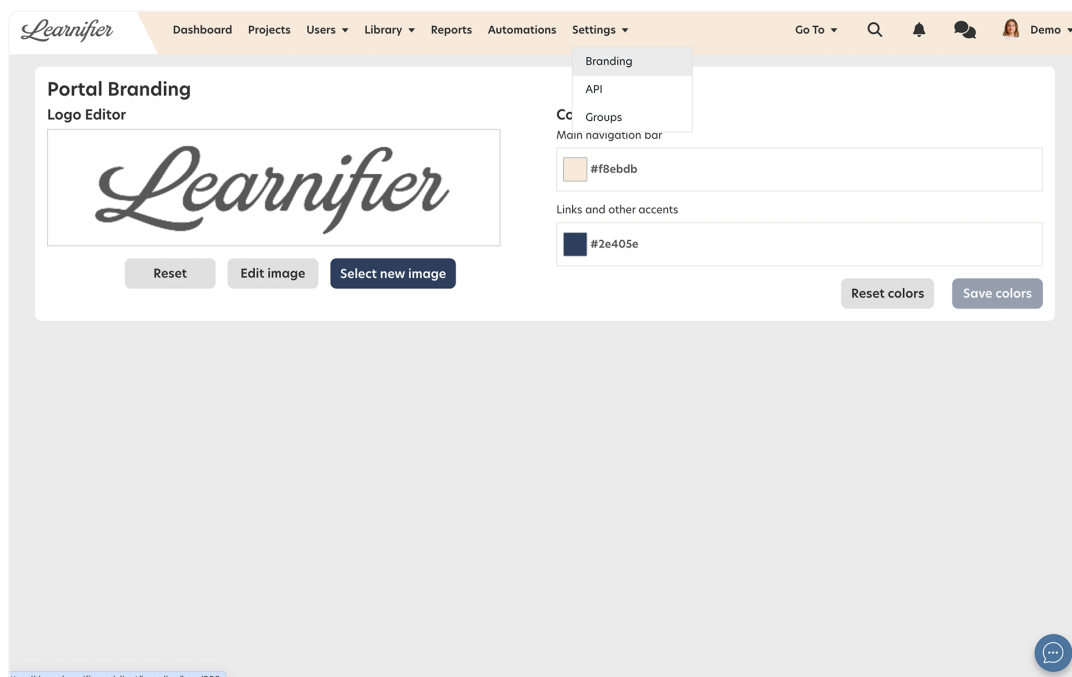 Learnifier Dashboard Projects Users Library Reports Automations Settings Go To Demo
Branding
API
Groups
Portal Branding
Logo Editor
Co
Main navigation bar
Learnifier
#f8ebdb
Links and other accents
#2e405e
Reset Edit image Select new image
Reset colors Save colors